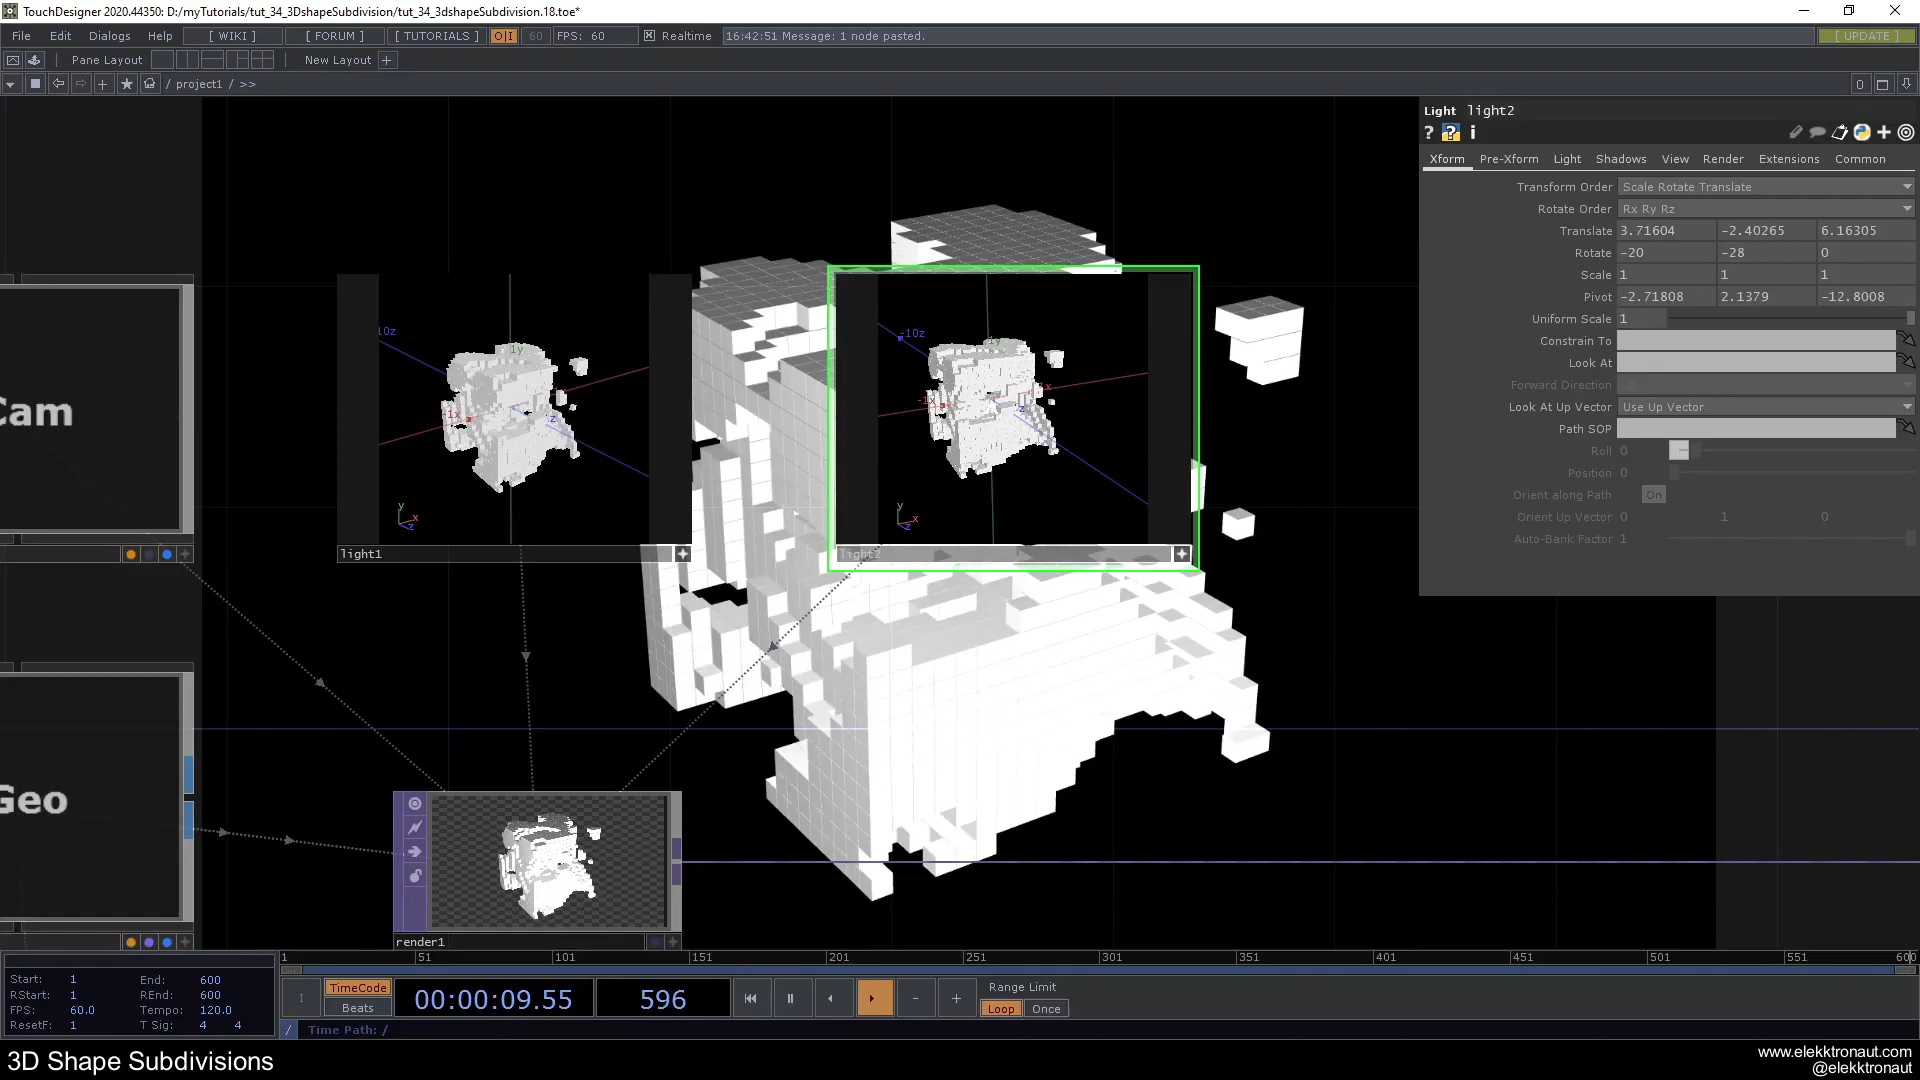 TouchDesigner 2020.44350: D:/myTutorials/tut_34_3DshapeSubdivision/tut_34_3dshapeSubdivision.18.toe*
File Edit Dialogs Help [ WIKI ] [ FORUM ] [ TUTORIALS ] O|I 60 FPS: 60 Realtime 16:42:51 Message: 1 node pasted. [ UPDATE ]
Pane Layout New Layout +
/ project1 / >> 0
Light light2
? ? i
Xform Pre-Xform Light Shadows View Render Extensions Common
Transform Order Scale Rotate Translate
Rotate Order Rx Ry Rz
Translate 3.71604 -2.40265 6.16305
Rotate -20 -28 0
Scale 1 1 1
Pivot -2.71808 2.1379 -12.8008
Uniform Scale 1
Constrain To
Look At
Forward Direction
Look At Up Vector Use Up Vector
Path SOP
Roll 0
Position 0
Orient along Path On
Orient Up Vector 0 1 0
Auto-Bank Factor 1
10z 1y -1x x z
y x z
light1
-10z 1y -1x x z
y x z
light2
Cam
Geo
render1
1 51 101 151 201 251 301 351 401 451 501 551 600
Start: 1 End: 600
RStart: 1 REnd: 600
FPS: 60.0 Tempo: 120.0
ResetF: 1 T Sig: 4 4
I TimeCode Beats 00:00:09.55 596 - + Range Limit
Loop Once
/ Time Path: /
3D Shape Subdivisions
www.elekktronaut.com
@elekktronaut